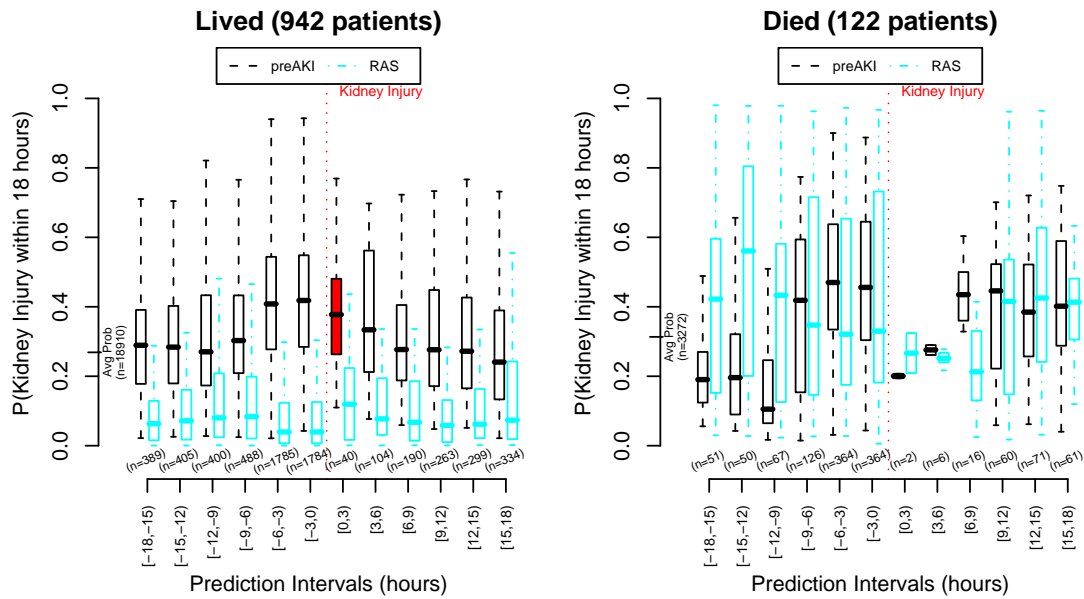 Lived (942 patients)
preAKI
RAS
Kidney Injury
P(Kidney Injury within 18 hours)
1.0
0.8
0.6
0.4
0.2
0.0
Avg Prob
(n=18910)
(n=389)
(n=405)
(n=400)
(n=488)
(n=1785)
(n=1784)
(n=40)
(n=104)
(n=190)
(n=263)
(n=299)
(n=334)
[-18,-15)
[-15,-12)
[-12,-9)
[-9,-6)
[-6,-3)
[-3,0)
[0,3)
[3,6)
[6,9)
[9,12)
[12,15)
[15,18)
Prediction Intervals (hours)
Died (122 patients)
preAKI
RAS
Kidney Injury
P(Kidney Injury within 18 hours)
1.0
0.8
0.6
0.4
0.2
0.0
Avg Prob
(n=3272)
(n=51)
(n=50)
(n=67)
(n=126)
(n=364)
(n=364)
(n=2)
(n=6)
(n=16)
(n=60)
(n=71)
(n=61)
[-18,-15)
[-15,-12)
[-12,-9)
[-9,-6)
[-6,-3)
[-3,0)
[0,3)
[3,6)
[6,9)
[9,12)
[12,15)
[15,18)
Prediction Intervals (hours)